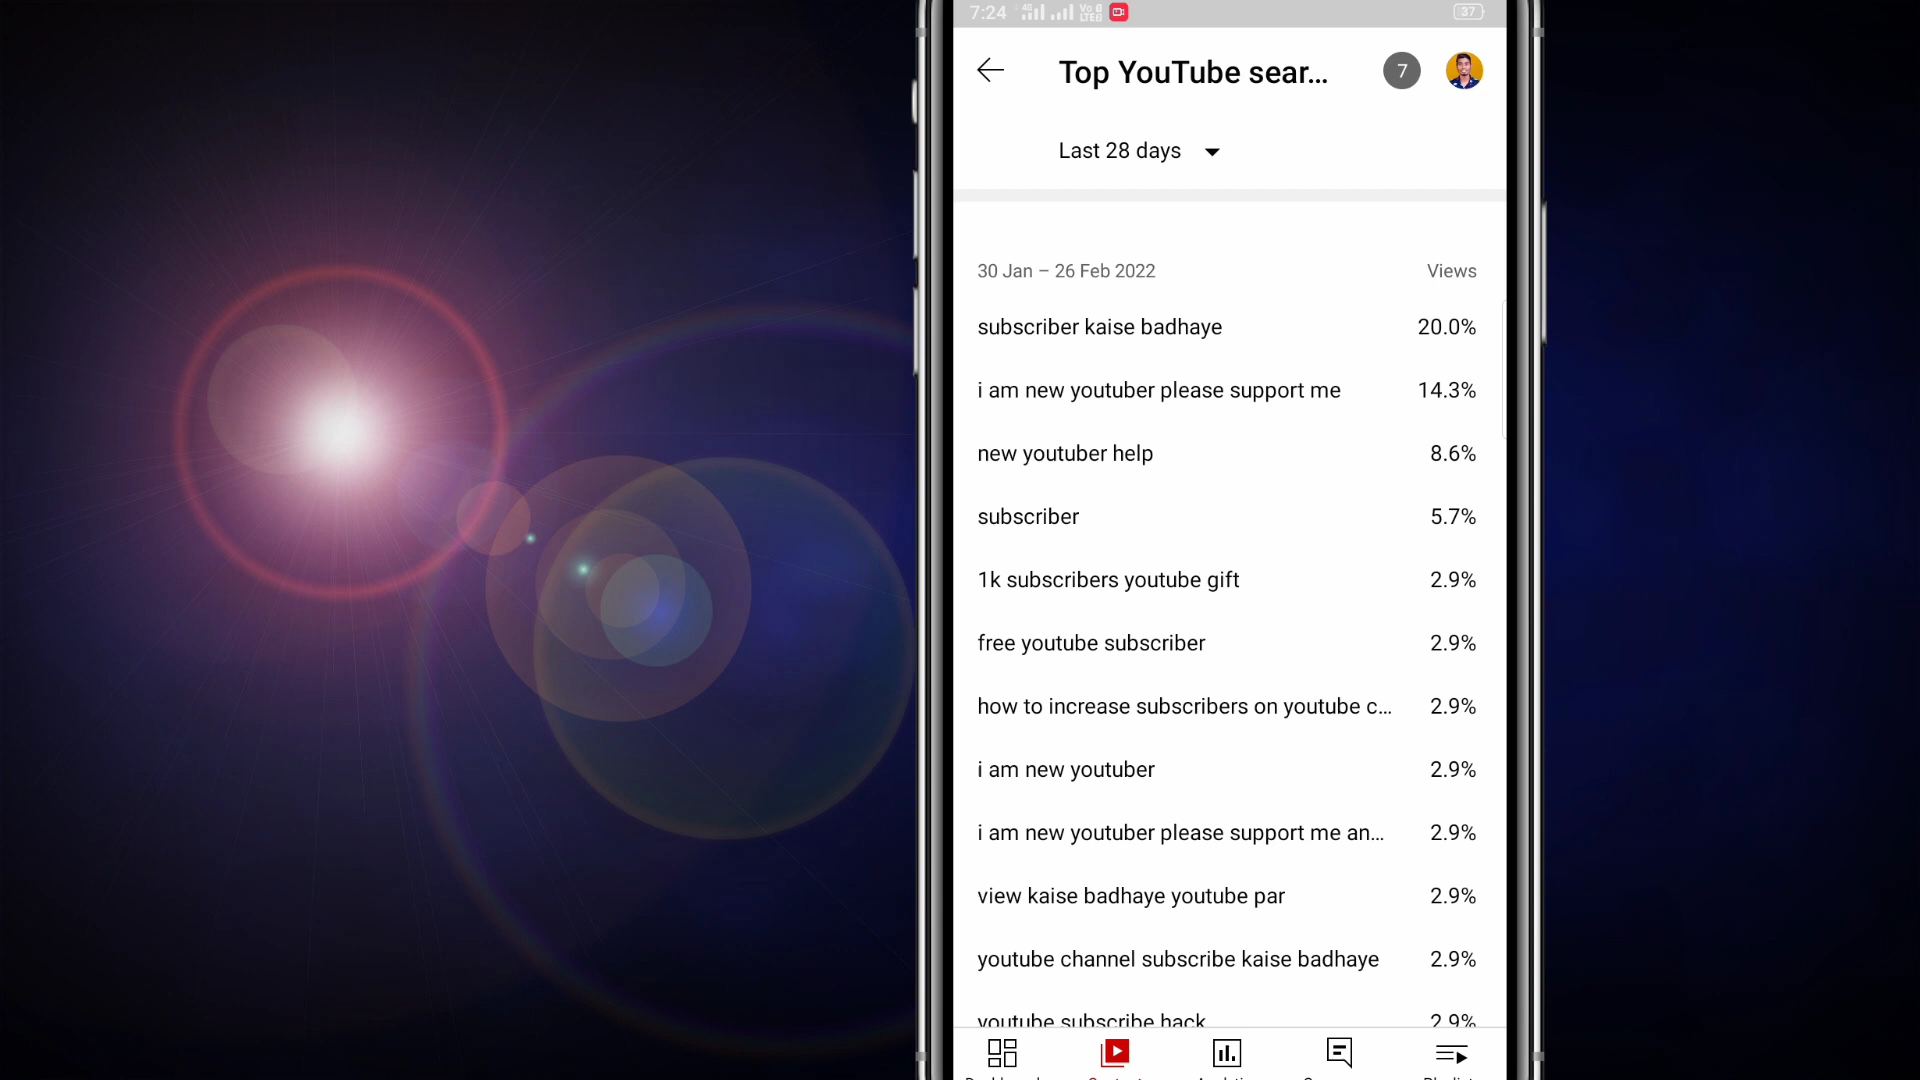 7:24 4G Vo LTE 37
Top YouTube sear... 7
Last 28 days
30 Jan – 26 Feb 2022 Views
subscriber kaise badhaye 20.0%
i am new youtuber please support me 14.3%
new youtuber help 8.6%
subscriber 5.7%
1k subscribers youtube gift 2.9%
free youtube subscriber 2.9%
how to increase subscribers on youtube c... 2.9%
i am new youtuber 2.9%
i am new youtuber please support me an... 2.9%
view kaise badhaye youtube par 2.9%
youtube channel subscribe kaise badhaye 2.9%
youtube subscribe hack 2.9%